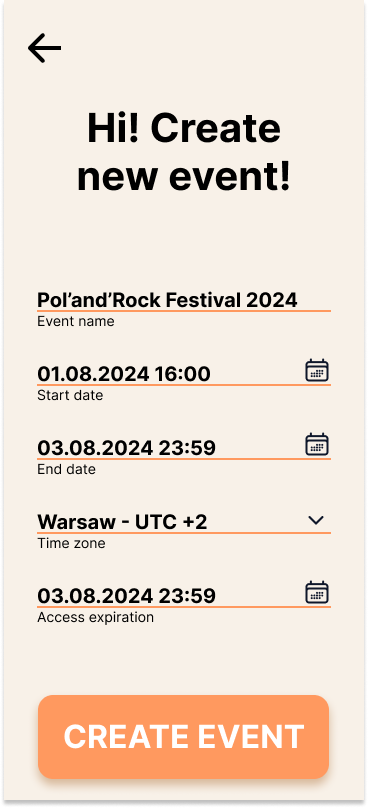 Hi! Create
new event!
Pol’and’Rock Festival 2024
Event name
01.08.2024 16:00
Start date
03.08.2024 23:59
End date
Warsaw - UTC +2
Time zone
03.08.2024 23:59
Access expiration
CREATE EVENT